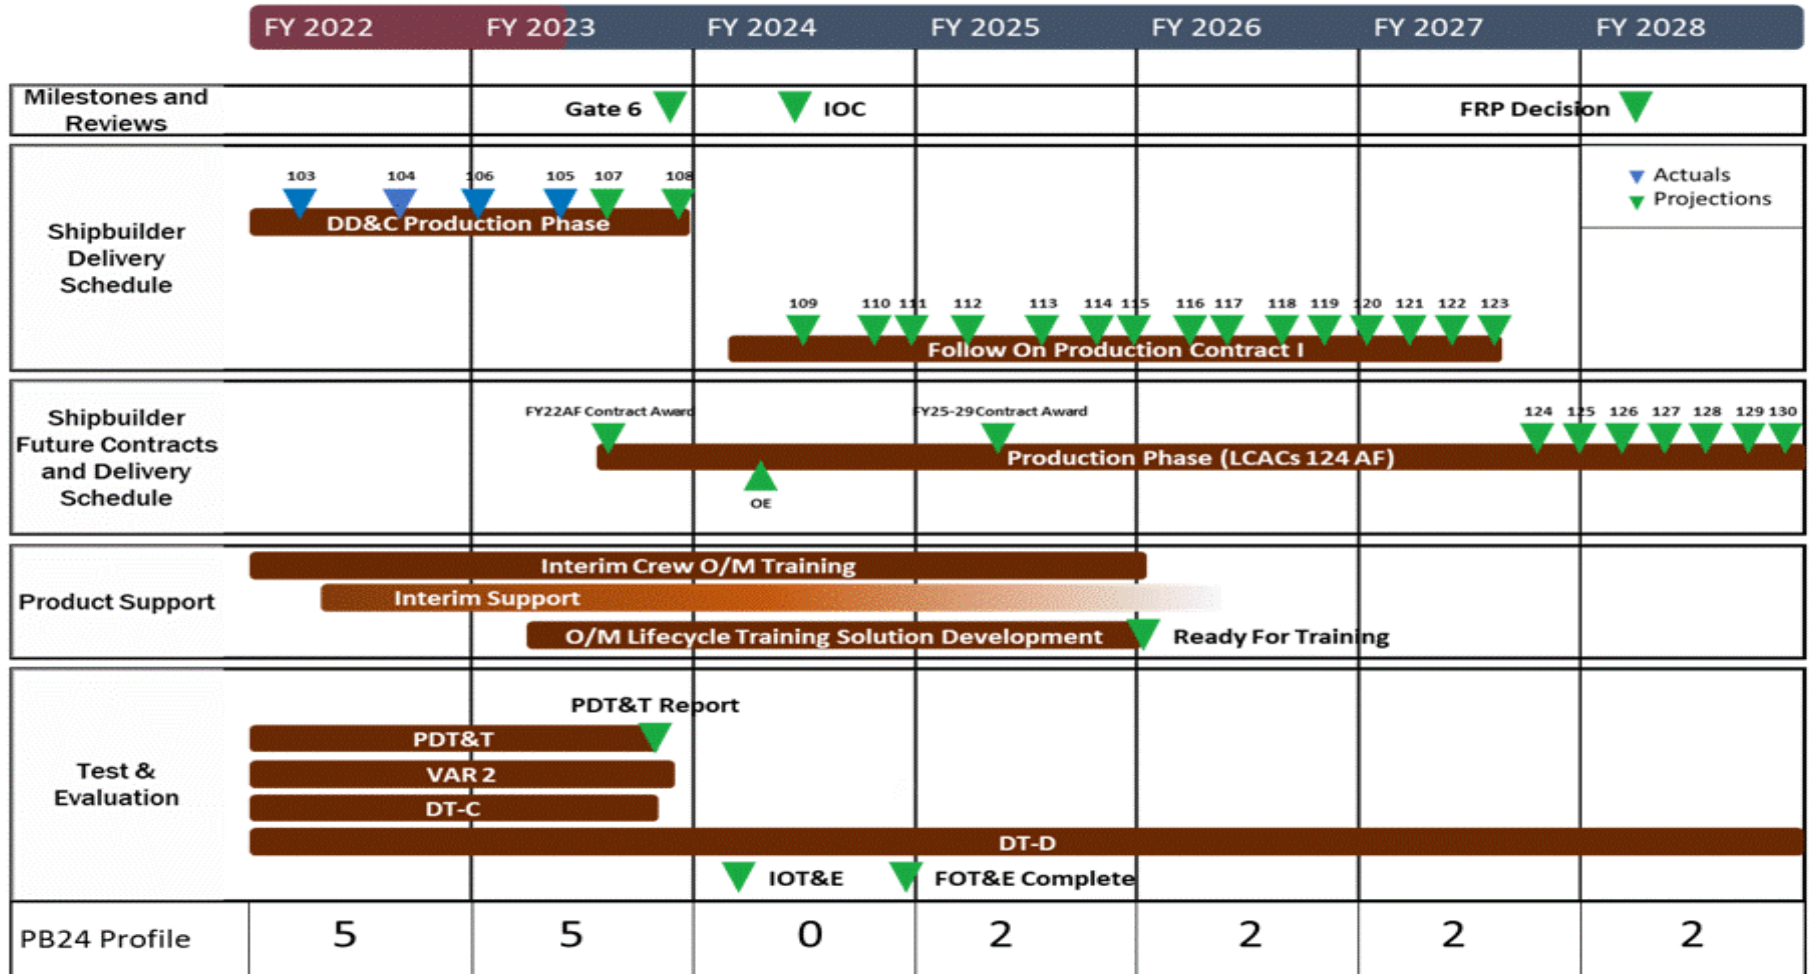 FY 2022 FY 2023 FY 2024 FY 2025 FY 2026 FY 2027 FY 2028
Milestones and
Reviews
Gate 6 IOC FRP Decision
Shipbuilder
Delivery
Schedule
103 104 106 105 107 108
DD&C Production Phase
Actuals
Projections
109 110 111 112 113 114 115 116 117 118 119 120 121 122 123
Follow On Production Contract I
Shipbuilder
Future Contracts
and Delivery
Schedule
FY22AF Contract Award FY25-29 Contract Award 124 125 126 127 128 129 130
Production Phase (LCACs 124 AF)
OE
Product Support
Interim Crew O/M Training
Interim Support
O/M Lifecycle Training Solution Development Ready For Training
Test &
Evaluation
PDT&T Report
PDT&T
VAR 2
DT-C
DT-D
IOT&E FOT&E Complete
PB24 Profile 5 5 0 2 2 2 2